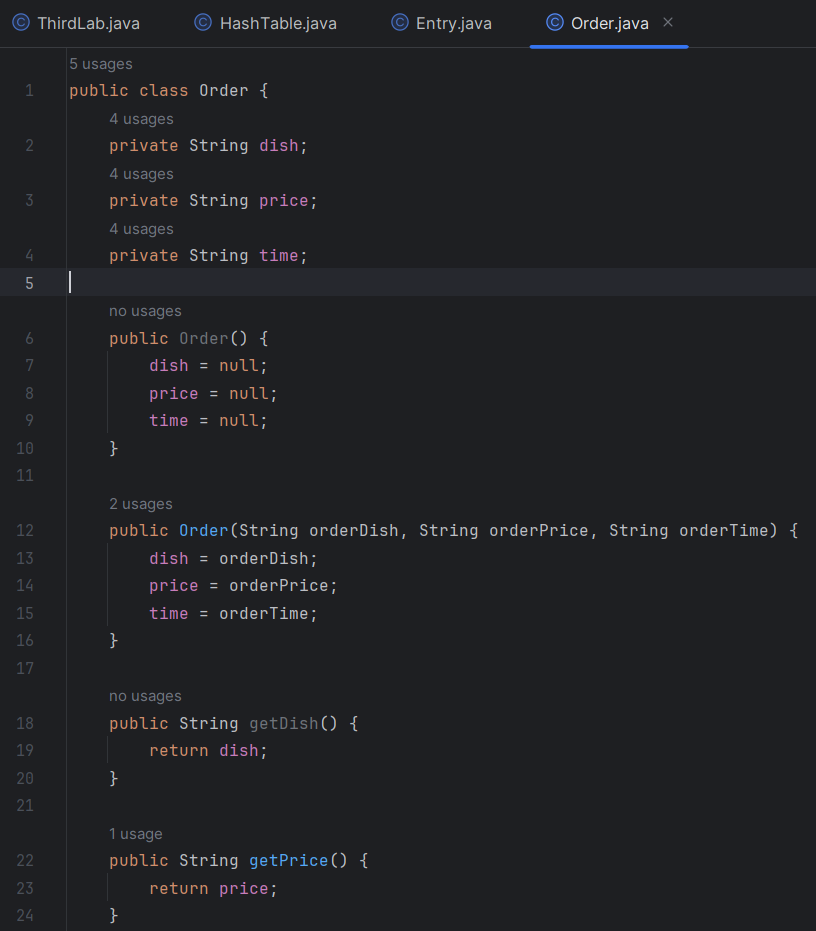 ThirdLab.java HashTable.java Entry.java Order.java
5 usages
1 public class Order {
4 usages
2 private String dish;
4 usages
3 private String price;
4 usages
4 private String time;
5
no usages
6 public Order() {
7 dish = null;
8 price = null;
9 time = null;
10 }
11
2 usages
12 public Order(String orderDish, String orderPrice, String orderTime) {
13 dish = orderDish;
14 price = orderPrice;
15 time = orderTime;
16 }
17
no usages
18 public String getDish() {
19 return dish;
20 }
21
1 usage
22 public String getPrice() {
23 return price;
24 }